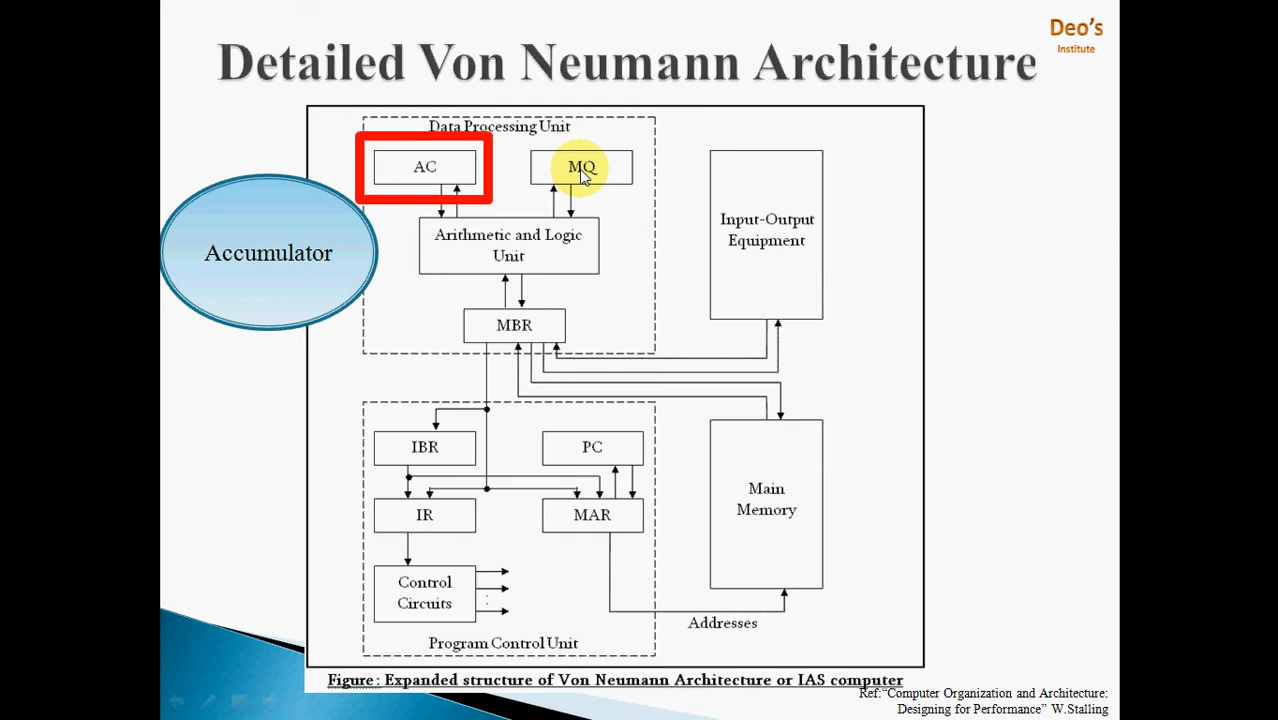 Deo's
Institute
Detailed Von Neumann Architecture
Data Processing Unit
AC
MQ
Accumulator
Arithmetic and Logic
Unit
Input-Output
Equipment
MBR
IBR
PC
IR
MAR
Main
Memory
Control
Circuits
Addresses
Program Control Unit
Figure: Expanded structure of Von Neumann Architecture or IAS computer
Ref:"Computer Organization and Architecture:
Designing for Performance" W.Stalling